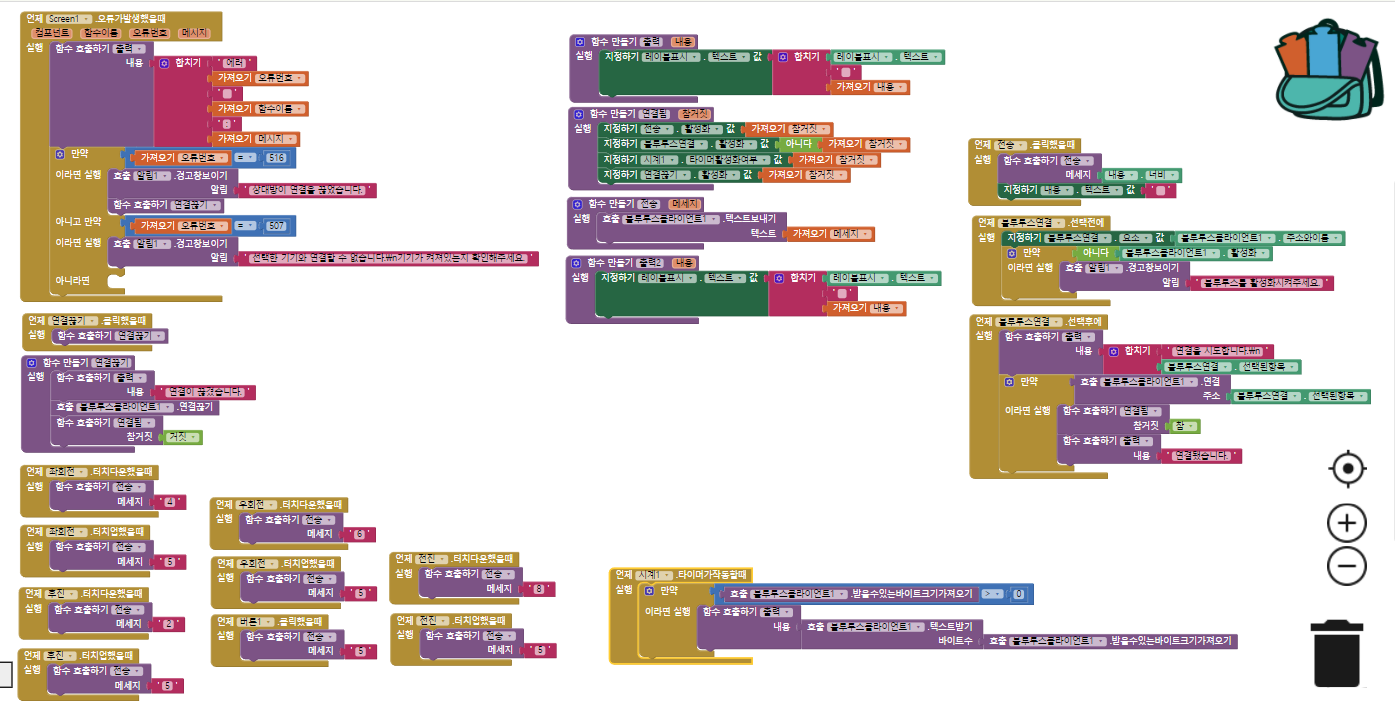 언제 Screen1 .오류가발생했을때
컴포넌트 함수이름 오류번호 메시지
실행 함수 호출하기 출력
내용 합치기 "에러"
가져오기 오류번호
" "
가져오기 함수이름
" : "
가져오기 메시지
만약 가져오기 오류번호 = 516
이라면 실행 호출 알림1 .경고창보이기
알림 "상대방이 연결을 끊었습니다."
함수 호출하기 연결끊기
아니고 만약 가져오기 오류번호 = 507
이라면 실행 호출 알림1 .경고창보이기
알림 "선택한 기기와 연결할 수 없습니다.\n기기가 켜져있는지 확인해주세요."
아니라면
언제 연결끊기 .클릭했을때
실행 함수 호출하기 연결끊기
함수 만들기 연결끊기
실행 함수 호출하기 출력
내용 "연결이 끊겼습니다."
호출 블루투스클라이언트1 .연결끊기
함수 호출하기 연결됨
참거짓 거짓
언제 좌회전 .터치다운했을때
실행 함수 호출하기 전송
메세지 "4"
언제 좌회전 .터치업했을때
실행 함수 호출하기 전송
메세지 "5"
언제 후진 .터치다운했을때
실행 함수 호출하기 전송
메세지 "2"
언제 후진 .터치업했을때
실행 함수 호출하기 전송
메세지 "5"
언제 우회전 .터치다운했을때
실행 함수 호출하기 전송
메세지 "6"
언제 우회전 .터치업했을때
실행 함수 호출하기 전송
메세지 "5"
언제 버튼1 .클릭했을때
실행 함수 호출하기 전송
메세지 "5"
언제 전진 .터치다운했을때
실행 함수 호출하기 전송
메세지 "8"
언제 전진 .터치업했을때
실행 함수 호출하기 전송
메세지 "5"
함수 만들기 출력 내용
실행 지정하기 레이블표시 . 텍스트 값 합치기 레이블표시 . 텍스트
" "
가져오기 내용
함수 만들기 연결됨 참거짓
실행 지정하기 전송 . 활성화 값 가져오기 참거짓
지정하기 블루투스연결 . 활성화 값 아니다 가져오기 참거짓
지정하기 시계1 . 타이머활성화여부 값 가져오기 참거짓
지정하기 연결끊기 . 활성화 값 가져오기 참거짓
함수 만들기 전송 메세지
실행 호출 블루투스클라이언트1 .텍스트보내기
텍스트 가져오기 메세지
함수 만들기 출력2 내용
실행 지정하기 레이블표시 . 텍스트 값 합치기 레이블표시 . 텍스트
" "
가져오기 내용
언제 전송 .클릭했을때
실행 함수 호출하기 전송
메세지 내용 . 너비
지정하기 내용 . 텍스트 값 " "
언제 블루투스연결 .선택전에
실행 지정하기 블루투스연결 . 요소 값 블루투스클라이언트1 . 주소와이름
만약 아니다 블루투스클라이언트1 . 활성화
이라면 실행 호출 알림1 .경고창보이기
알림 "블루투스를 활성화시켜주세요."
언제 블루투스연결 .선택후에
실행 함수 호출하기 출력
내용 합치기 "연결을 시도합니다.\n"
블루투스연결 . 선택된항목
만약 호출 블루투스클라이언트1 .연결
주소 블루투스연결 . 선택된항목
이라면 실행 함수 호출하기 연결됨
참거짓 참
함수 호출하기 출력
내용 "연결됐습니다."
언제 시계1 .타이머가작동할때
실행 만약 호출 블루투스클라이언트1 .받을수있는바이트크기가져오기 > 0
이라면 실행 함수 호출하기 출력
내용 호출 블루투스클라이언트1 .텍스트받기
바이트수 호출 블루투스클라이언트1 .받을수있는바이트크기가져오기